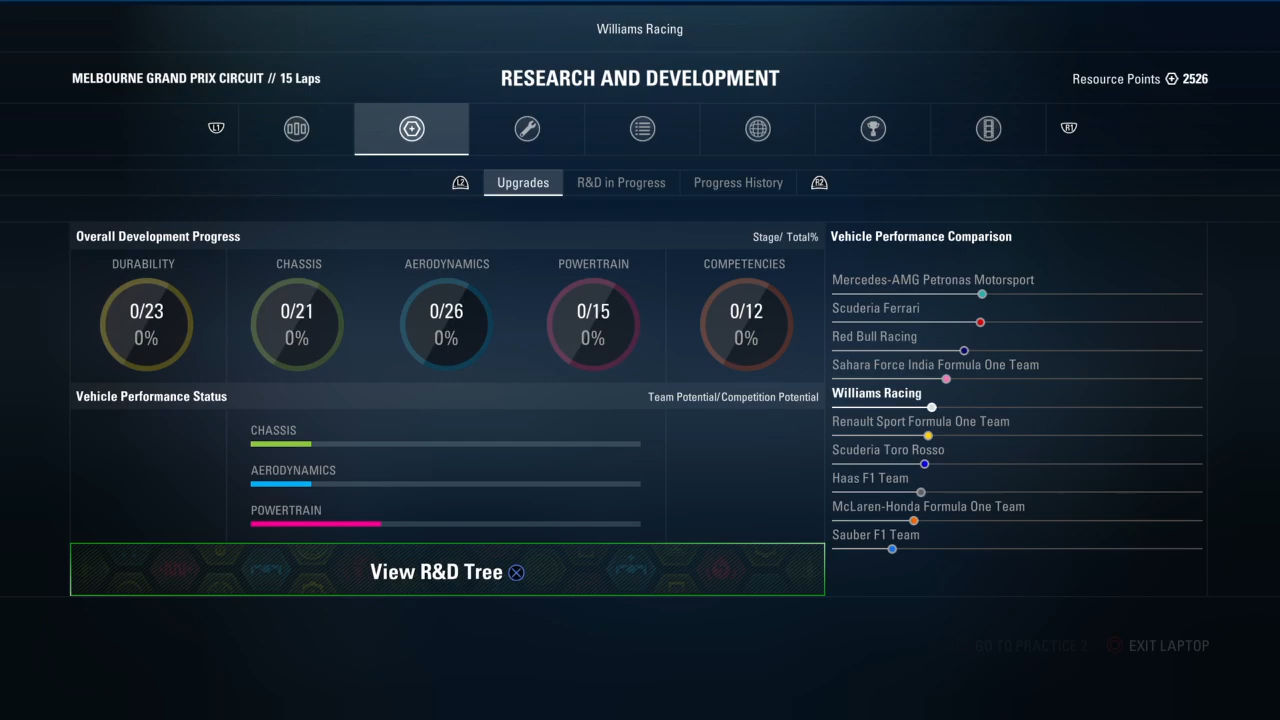 Williams Racing
MELBOURNE GRAND PRIX CIRCUIT // 15 Laps
RESEARCH AND DEVELOPMENT
Resource Points 2526
L1
R1
L2
Upgrades
R&D in Progress
Progress History
R2
Overall Development Progress
Stage/ Total%
DURABILITY
CHASSIS
AERODYNAMICS
POWERTRAIN
COMPETENCIES
0/23
0/21
0/26
0/15
0/12
0%
0%
0%
0%
0%
Vehicle Performance Status
Team Potential/Competition Potential
CHASSIS
AERODYNAMICS
POWERTRAIN
View R&D Tree
Vehicle Performance Comparison
Mercedes-AMG Petronas Motorsport
Scuderia Ferrari
Red Bull Racing
Sahara Force India Formula One Team
Williams Racing
Renault Sport Formula One Team
Scuderia Toro Rosso
Haas F1 Team
McLaren-Honda Formula One Team
Sauber F1 Team
GO TO PRACTICE 2
EXIT LAPTOP